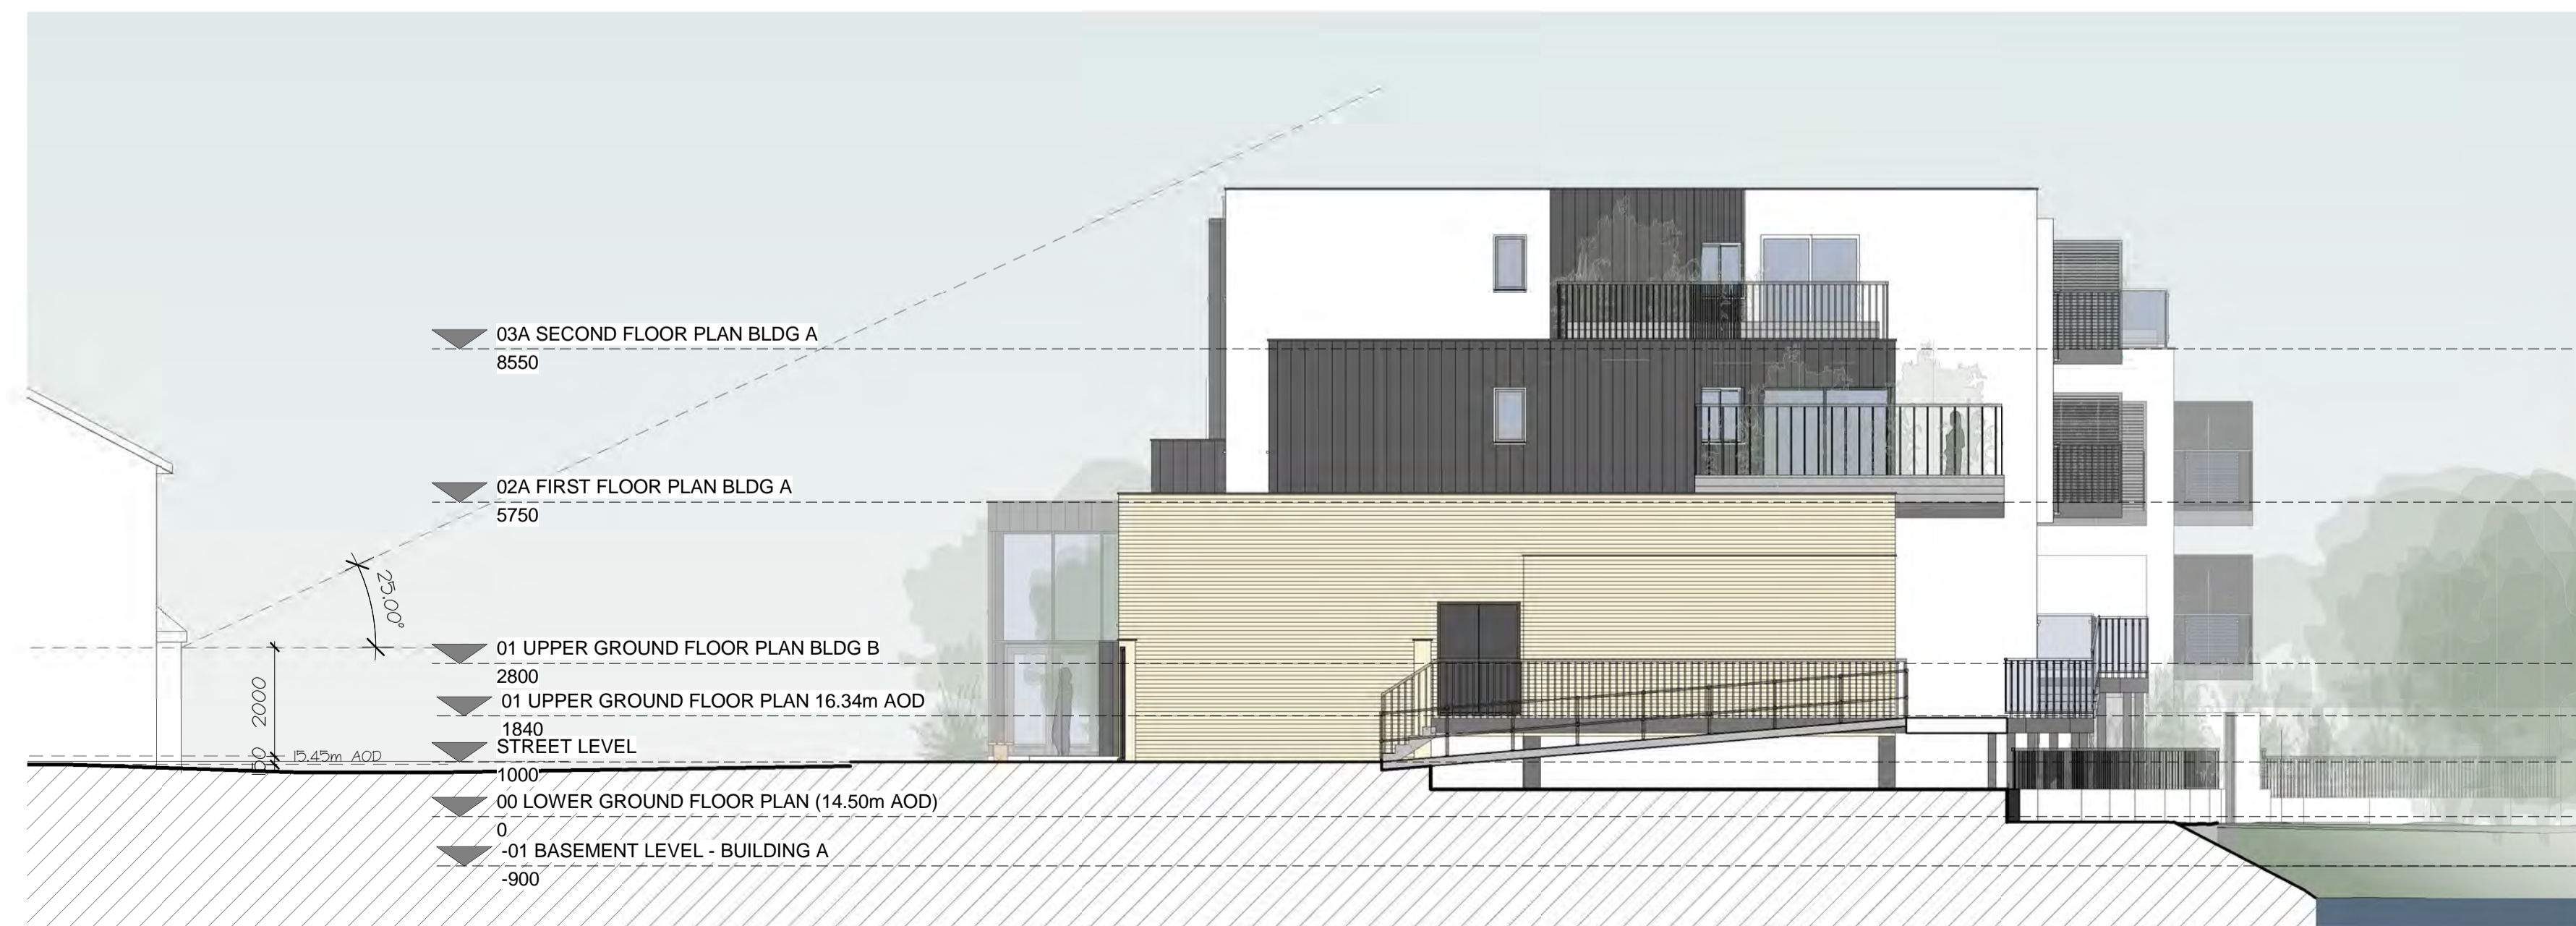 03A SECOND FLOOR PLAN BLDG A
8550
02A FIRST FLOOR PLAN BLDG A
5750
25.00°
01 UPPER GROUND FLOOR PLAN BLDG B
2800
2000
01 UPPER GROUND FLOOR PLAN 16.34m AOD
1840
STREET LEVEL
15.45m AOD
1000
00 LOWER GROUND FLOOR PLAN (14.50m AOD)
0
-01 BASEMENT LEVEL - BUILDING A
-900